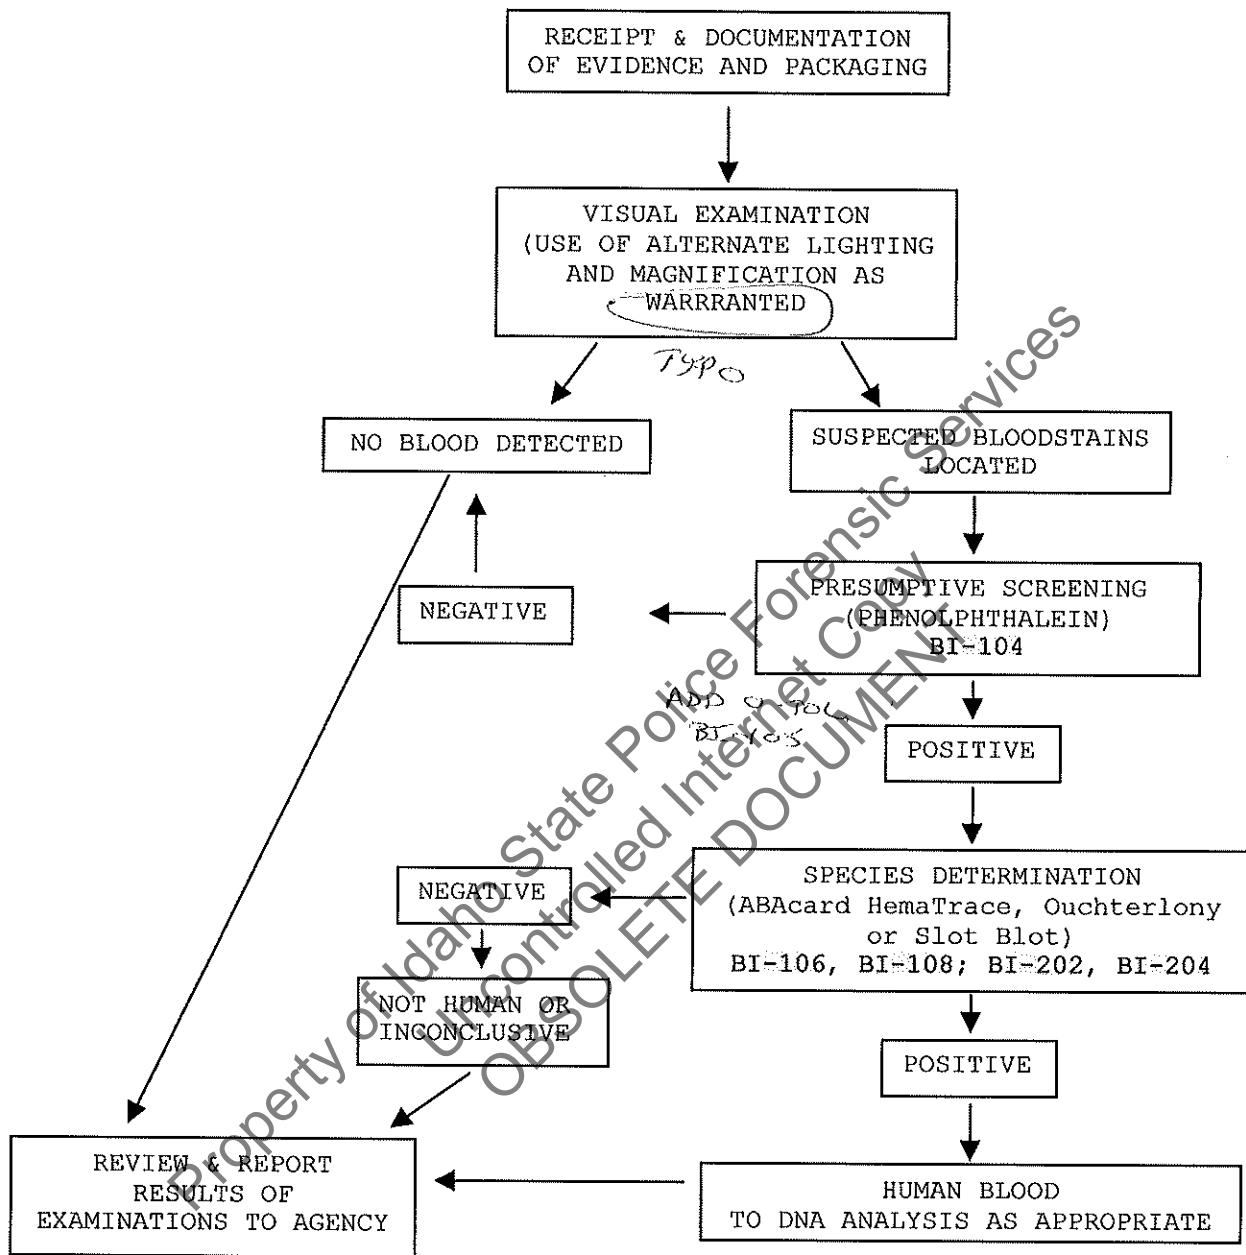 RECEIPT & DOCUMENTATION
OF EVIDENCE AND PACKAGING
VISUAL EXAMINATION
(USE OF ALTERNATE LIGHTING
AND MAGNIFICATION AS
WARRRANTED
TYPO
NO BLOOD DETECTED
SUSPECTED BLOODSTAINS
LOCATED
NEGATIVE
PRESUMPTIVE SCREENING
(PHENOLPHTHALEIN)
BI-104
ADD O-TOL
POSITIVE
NEGATIVE
SPECIES DETERMINATION
(ABAcard HemaTrace, Ouchterlony
or Slot Blot)
BI-106, BI-108; BI-202, BI-204
NOT HUMAN OR
INCONCLUSIVE
POSITIVE
REVIEW & REPORT
RESULTS OF
EXAMINATIONS TO AGENCY
HUMAN BLOOD
TO DNA ANALYSIS AS APPROPRIATE
Property of Idaho State Police Forensic Services
Uncontrolled Internet Copy
OBSOLETE DOCUMENT